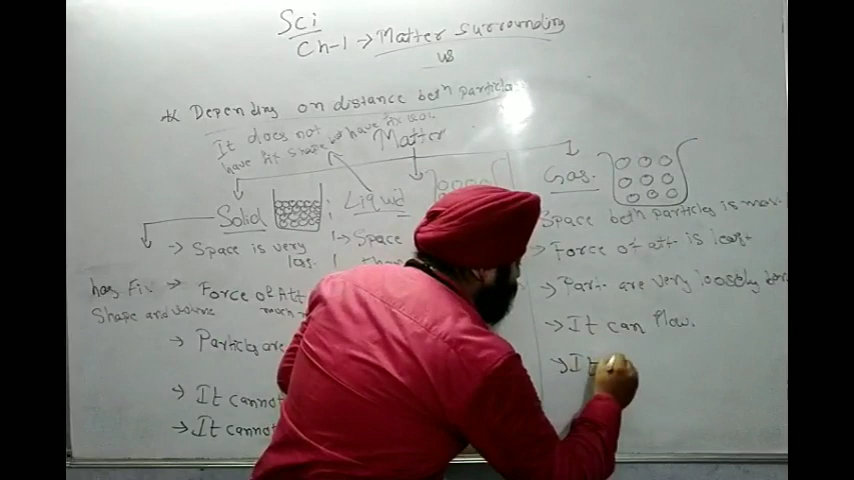 Sci
Ch-1 → Matter surrounding
us
* Depending on distance betn particles
It does not
have fix shape but have fix
Matter
Solid
Liquid
Gas.
→ Space is very
less.
→ Space
than
has fix
Shape and
→ Force of Att
→ Particles are
→ It cannot
→ It cannot
Space betn particles is max.
→ Force of att. is least
→ Parti. are very loosely
→ It can flow.
→ It